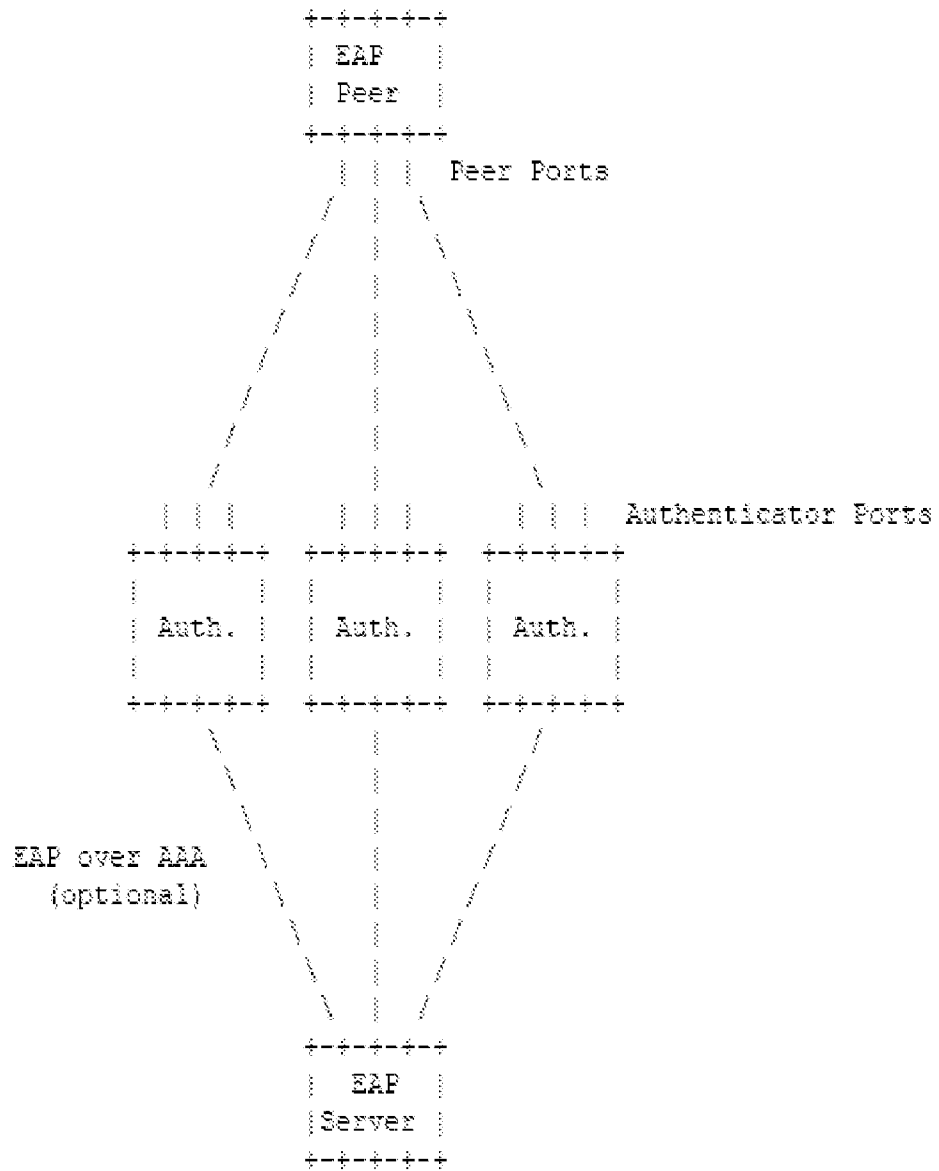 EAP
Peer
Peer Ports
Authenticator Ports
Auth. Auth. Auth.
EAP over AAA
(optional)
EAP
Server